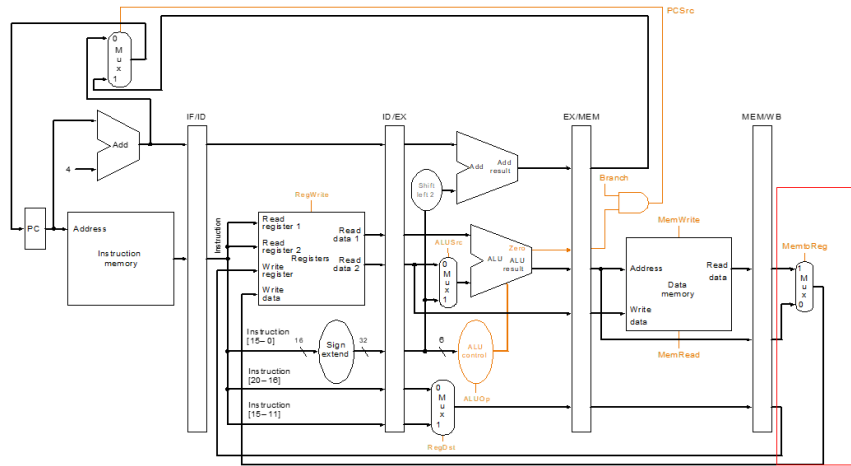 PCSrc
0
M
u
x
1
IF/ID
ID/EX
EX/MEM
MEM/WB
Add
4
Add
Add
result
Shift
left 2
Branch
RegWrite
PC
Address
Instruction
memory
Instruction
Read
register 1
Read
register 2
Write
register
Write
data
Registers
Read
data 1
Read
data 2
ALUSrc
0
M
u
x
1
Zero
ALU
ALU
result
MemWrite
Address
Read
data
Data
memory
Write
data
MemRead
MemtoReg
1
M
u
x
0
Instruction
[15–0]
16
Sign
extend
32
6
ALU
control
ALUOp
Instruction
[20–16]
Instruction
[15–11]
0
M
u
x
1
RegDst